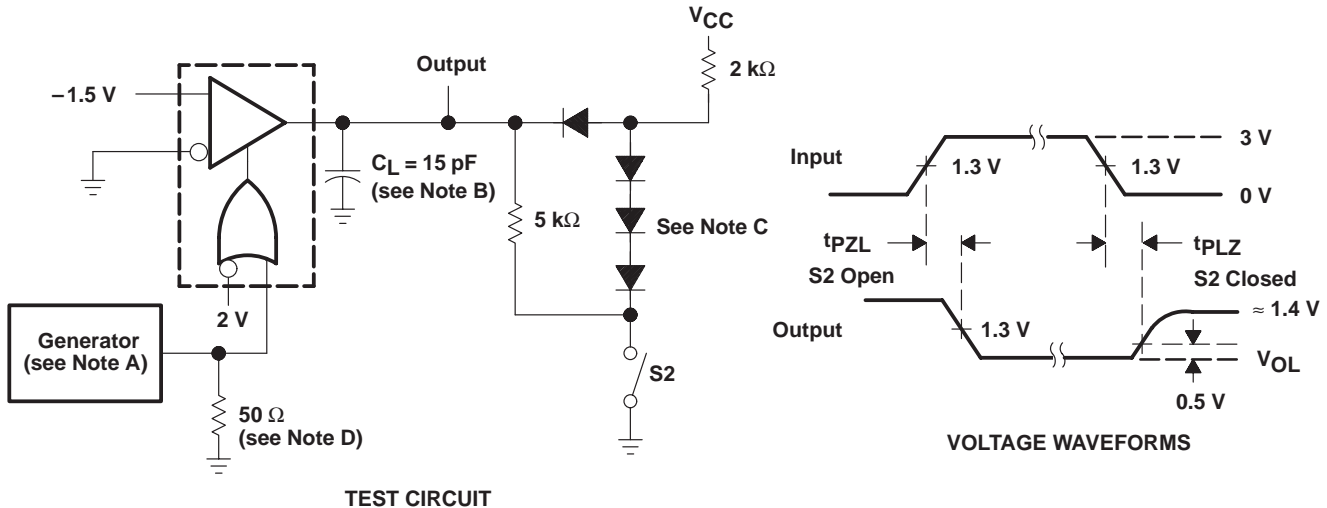 VCC
2 kΩ
Output
–1.5 V
CL = 15 pF
(see Note B)
5 kΩ
See Note C
2 V
Generator
(see Note A)
50 Ω
(see Note D)
S2
TEST CIRCUIT
Input
1.3 V
1.3 V
3 V
0 V
tPZL
tPLZ
S2 Open
S2 Closed
Output
1.3 V
≈ 1.4 V
VOL
0.5 V
VOLTAGE WAVEFORMS